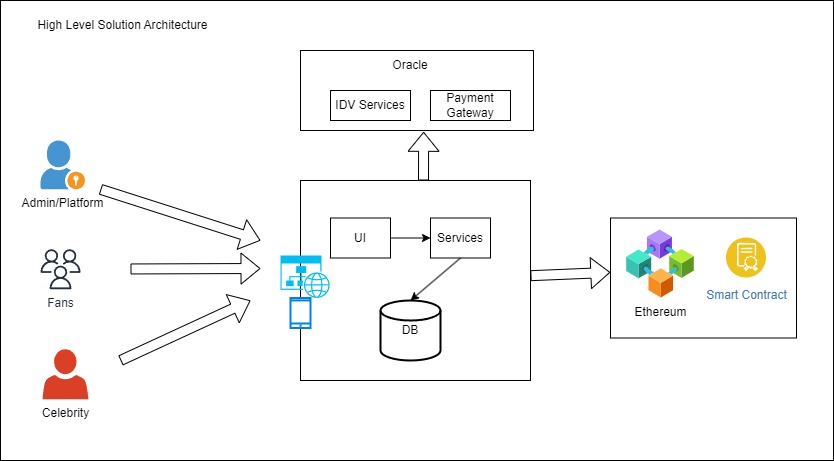 High Level Solution Architecture
Oracle
IDV Services
Payment
Gateway
Admin/Platform
UI
Services
Fans
DB
Ethereum
Smart Contract
Celebrity